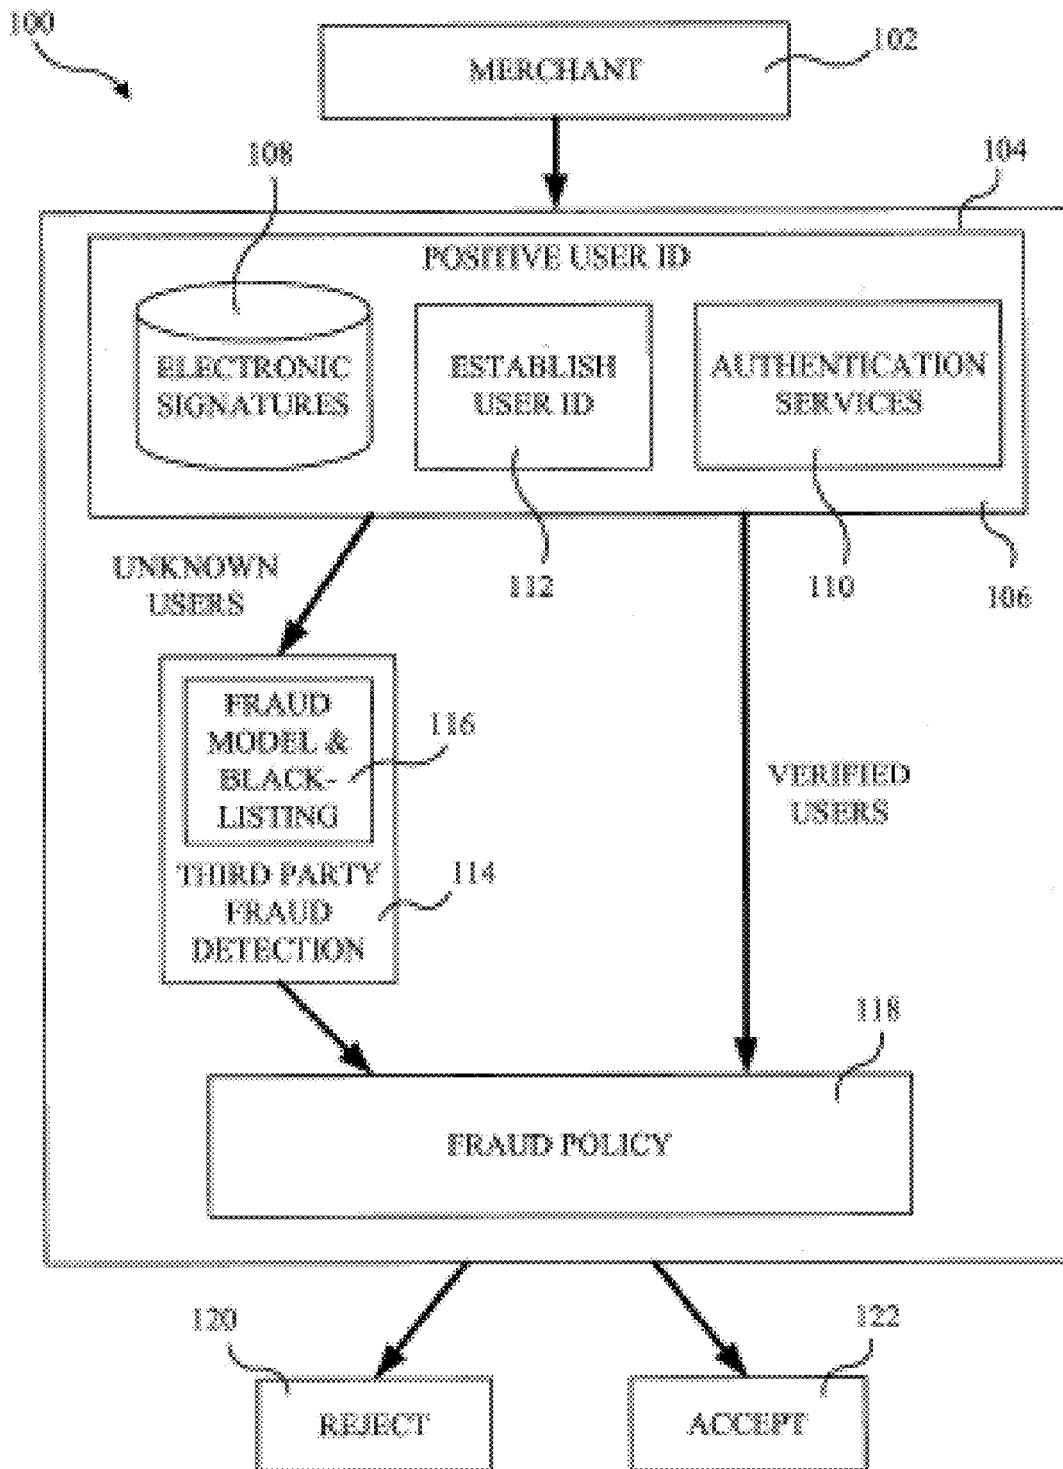 100
102
MERCHANT
108
104
POSITIVE USER ID
ELECTRONIC
SIGNATURES
ESTABLISH
USER ID
AUTHENTICATION
SERVICES
UNKNOWN
USERS
112
110
106
FRAUD
MODEL &
BLACK-
LISTING
116
VERIFIED
USERS
THIRD PARTY
FRAUD
DETECTION
114
118
FRAUD POLICY
120
122
REJECT
ACCEPT